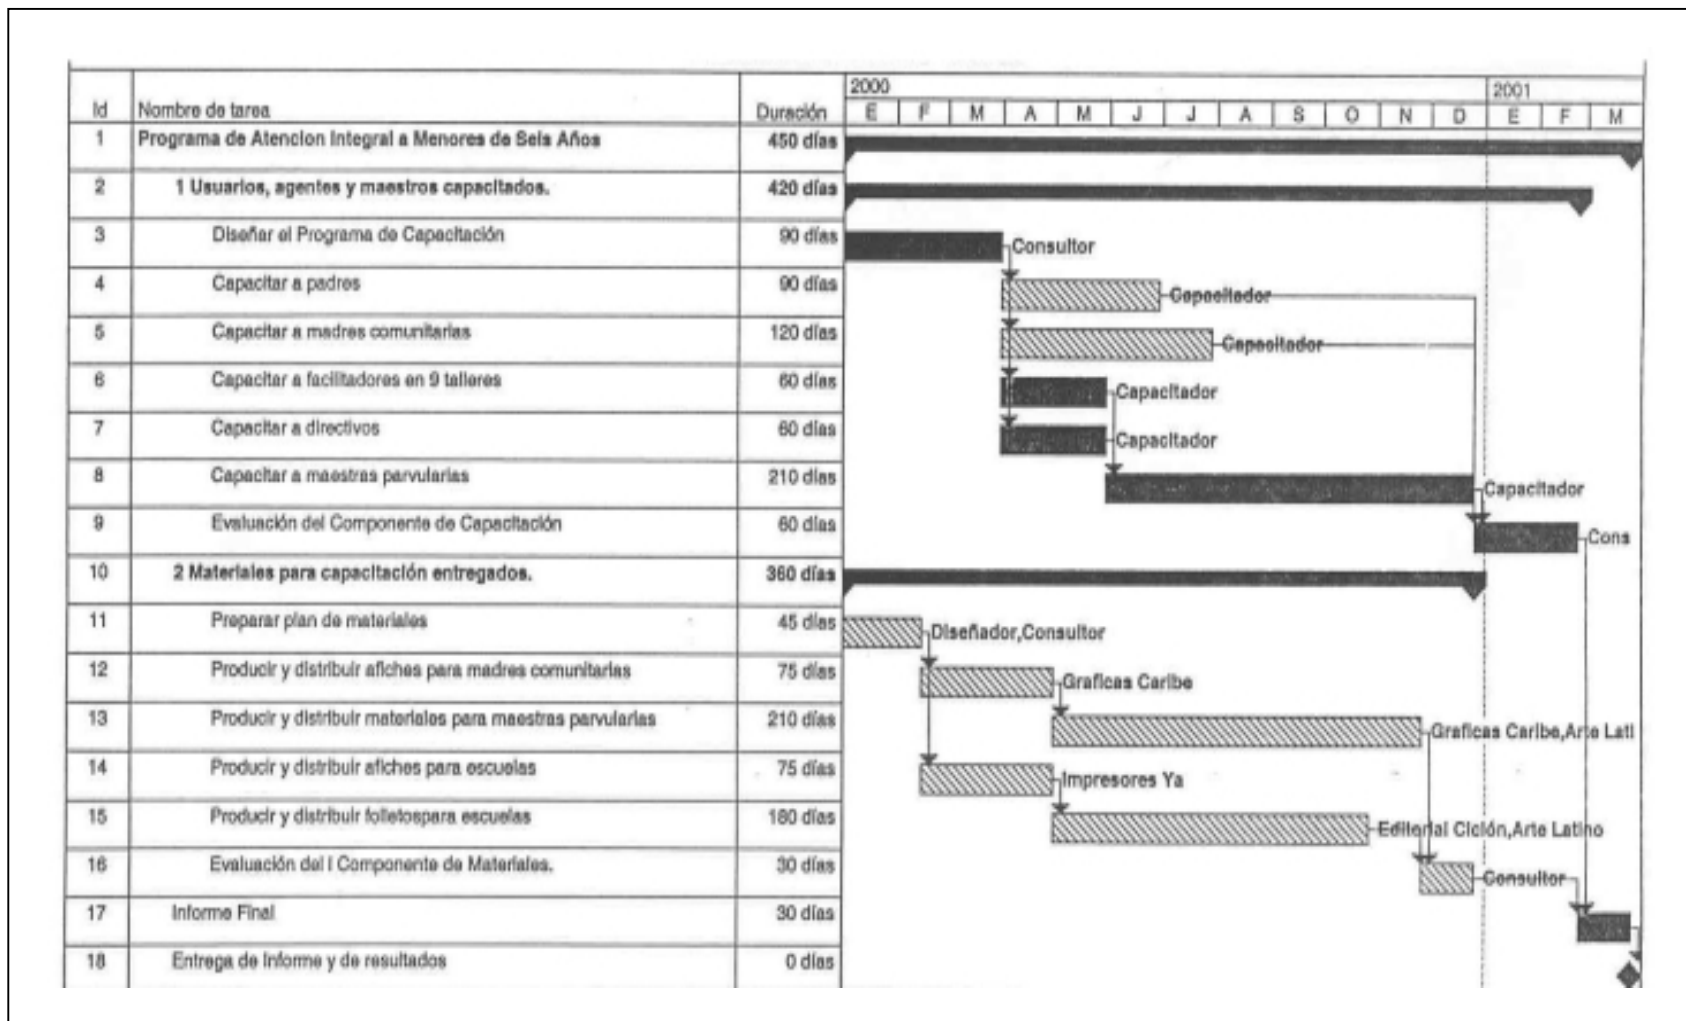 2000 2001
Id Nombre de tarea Duración E F M A M J J A S O N D E F M
1 Programa de Atencion Integral a Menores de Seis Años 450 días
2 1 Usuarios, agentes y maestros capacitados. 420 días
3 Diseñar el Programa de Capacitación 90 días Consultor
4 Capacitar a padres 90 días Capacitador
5 Capacitar a madres comunitarias 120 días Capacitador
6 Capacitar a facilitadores en 9 talleres 60 días Capacitador
7 Capacitar a directivos 60 días Capacitador
8 Capacitar a maestras parvularias 210 días Capacitador
9 Evaluación del Componente de Capacitación 60 días Cons
10 2 Materiales para capacitación entregados. 360 días
11 Preparar plan de materiales 45 días Diseñador,Consultor
12 Producir y distribuir afiches para madres comunitarias 75 días Graficas Caribe
13 Producir y distribuir materiales para maestras parvularias 210 días Graficas Caribe,Arte Lati
14 Producir y distribuir afiches para escuelas 75 días Impresores Ya
15 Producir y distribuir folletospara escuelas 180 días Editorial Ciclón,Arte Latino
16 Evaluación del I Componente de Materiales. 30 días Consultor
17 Informe Final 30 días
18 Entrega de Informe y de resultados 0 días